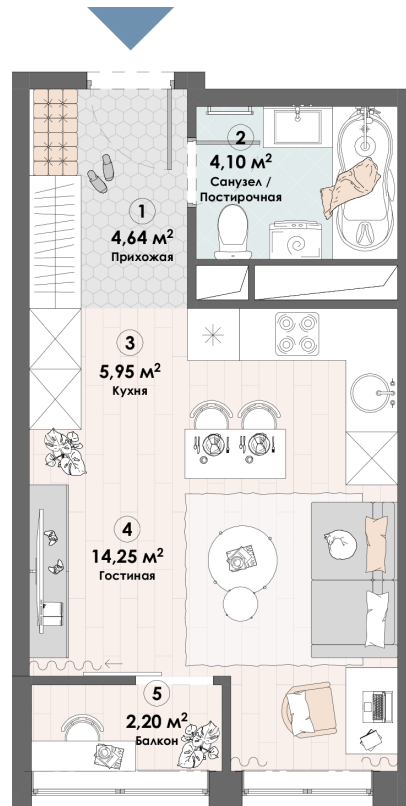 2
4,10 м²
Санузел /
Постирочная
1
4,64 м²
Прихожая
3
5,95 м²
Кухня
4
14,25 м²
Гостиная
5
2,20 м²
Балкон